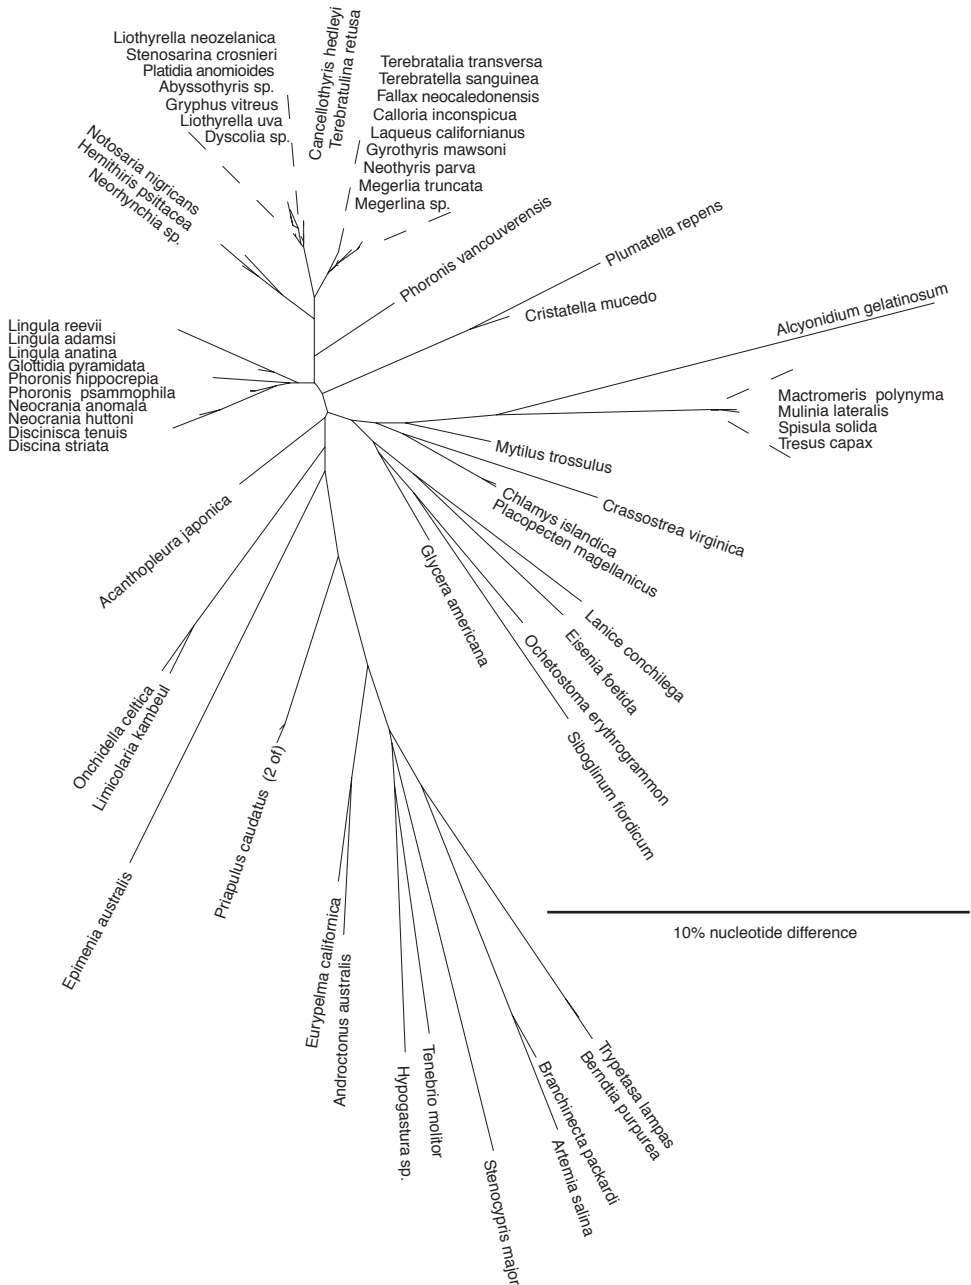 Liothyrella neozelanica
Stenosarina crosnieri
Platidia anomioides
Abyssothyris sp.
Gryphus vitreus
Liothyrella uva
Dyscolia sp.
Cancellothyris hedleyi
Terebratulina retusa
Terebratalia transversa
Terebratella sanguinea
Fallax neocaledonensis
Calloria inconspicua
Laqueus californianus
Gyrothyris mawsoni
Neothyris parva
Megerlia truncata
Megerlina sp.
Notosaria nigricans
Hemithiris psittacea
Neorhynchia sp.
Phoronis vancouverensis
Plumatella repens
Cristatella mucedo
Alcyonidium gelatinosum
Lingula reevii
Lingula adamsi
Lingula anatina
Glottidia pyramidata
Phoronis hippocrepia
Phoronis psammophila
Neocrania anomala
Neocrania huttoni
Discinisca tenuis
Discina striata
Mactromeris polynyma
Mulinia lateralis
Spisula solida
Tresus capax
Mytilus trossulus
Crassostrea virginica
Chlamys islandica
Placopecten magellanicus
Glycera americana
Lanice conchilega
Eisenia foetida
Ochetostoma erythrogrammon
Siboglinum fiordicum
Acanthopleura japonica
Onchidella celtica
Limicolaria kambeul
Epimenia australis
Priapulus caudatus (2 of)
Eurypelma californica
Androctonus australis
Hypogastura sp.
Tenebrio molitor
Stenocypris major
Branchinecta packardi
Artemia salina
Trypetasa lampas
Berndtia purpurea
10% nucleotide difference